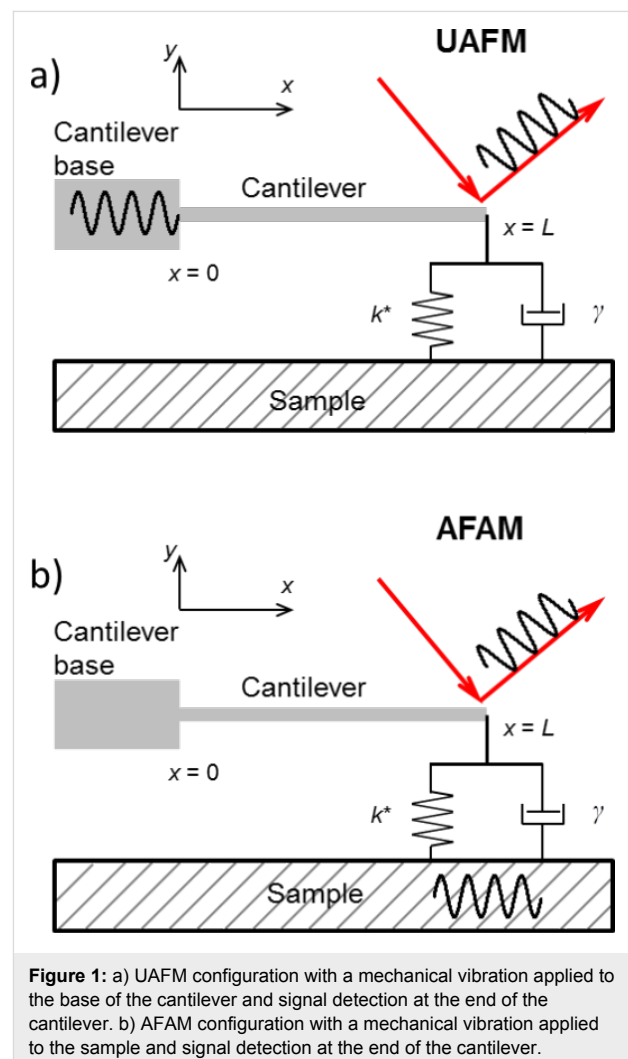 UAFM
a)
y
x
Cantilever
base
Cantilever
x = L
x = 0
k*
γ
Sample
AFAM
b)
y
x
Cantilever
base
Cantilever
x = L
x = 0
k*
γ
Sample
Figure 1: a) UAFM configuration with a mechanical vibration applied to
the base of the cantilever and signal detection at the end of the
cantilever. b) AFAM configuration with a mechanical vibration applied
to the sample and signal detection at the end of the cantilever.